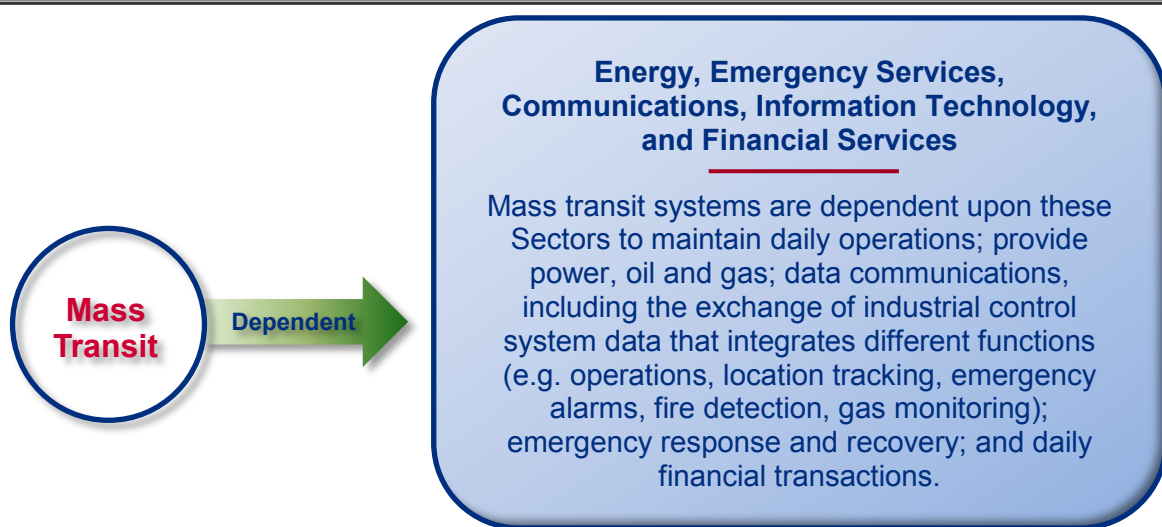 Energy, Emergency Services,
Communications, Information Technology,
and Financial Services
Mass transit systems are dependent upon these
Sectors to maintain daily operations; provide
power, oil and gas; data communications,
including the exchange of industrial control
system data that integrates different functions
(e.g. operations, location tracking, emergency
alarms, fire detection, gas monitoring);
emergency response and recovery; and daily
financial transactions.
Mass
Transit
Dependent